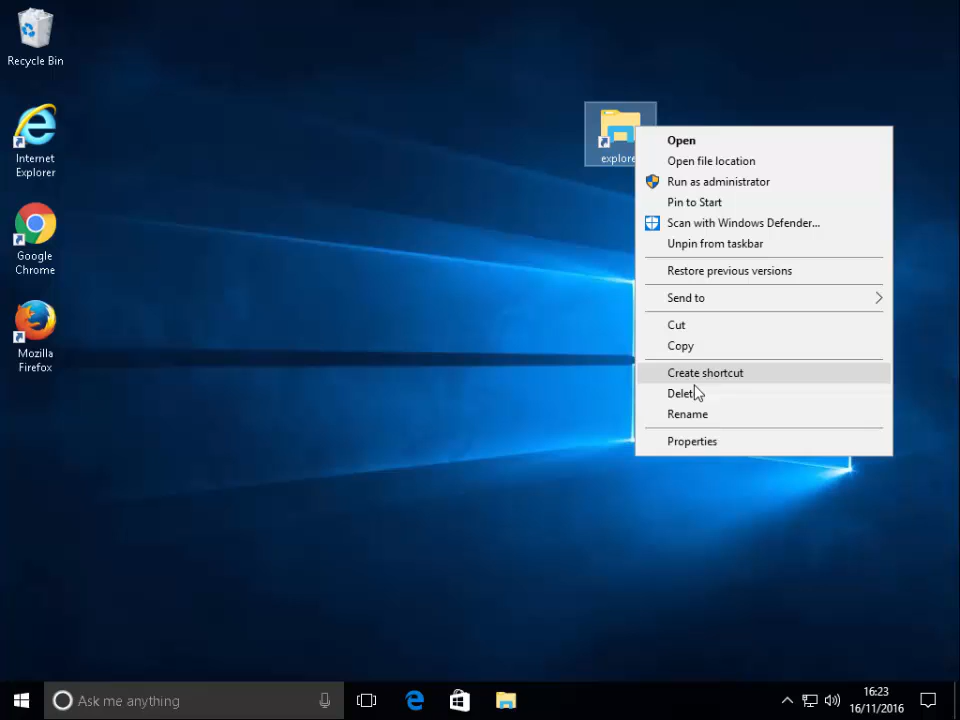 Recycle Bin
Internet
Explorer
Google
Chrome
Mozilla
Firefox
explore
Open
Open file location
Run as administrator
Pin to Start
Scan with Windows Defender...
Unpin from taskbar
Restore previous versions
Send to
Cut
Copy
Create shortcut
Delet
Rename
Properties
Ask me anything
16:23
16/11/2016